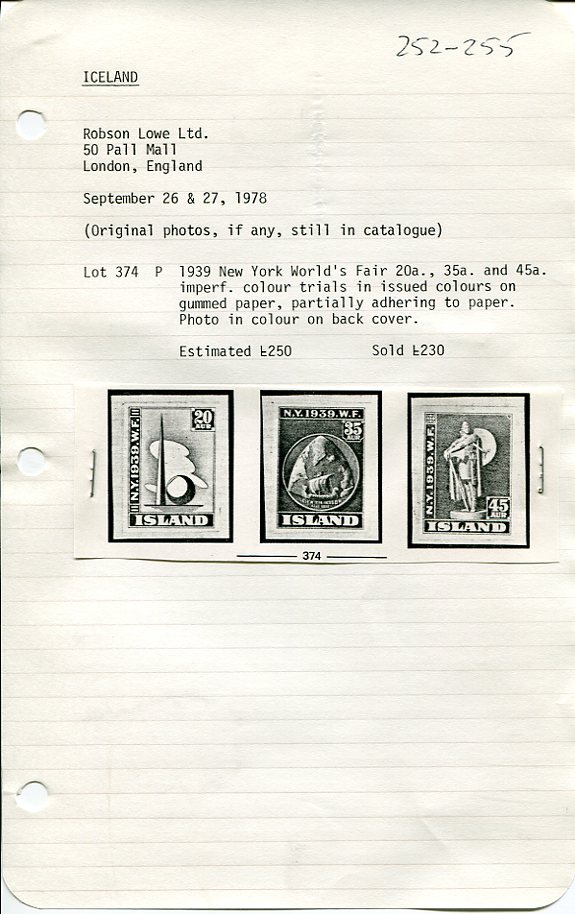 252-255
ICELAND
Robson Lowe Ltd.
50 Pall Mall
London, England
September 26 & 27, 1978
(Original photos, if any, still in catalogue)
Lot 374 P 1939 New York World's Fair 20a., 35a. and 45a.
imperf. colour trials in issued colours on
gummed paper, partially adhering to paper.
Photo in colour on back cover.
Estimated £250 Sold £230
N.Y. 1939. W.F.
20
AUR
ISLAND
N.Y. 1939. W.F.
35
AUR
ISLAND
N.Y. 1939. W.F.
45
AUR
ISLAND
374